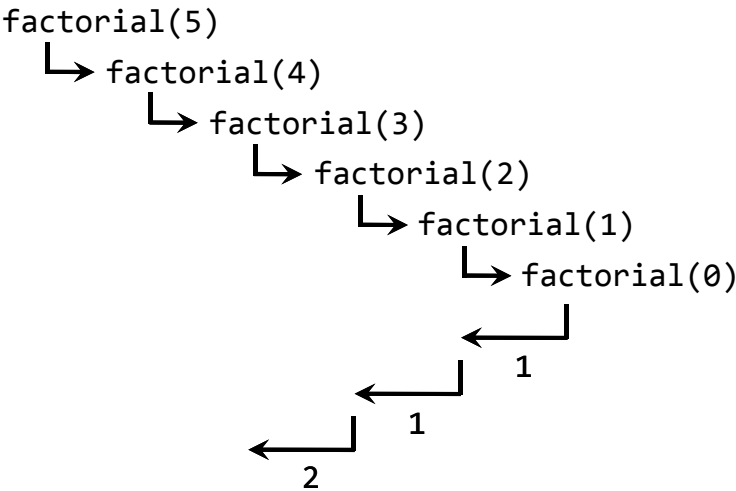 factorial(5)
factorial(4)
factorial(3)
factorial(2)
factorial(1)
factorial(0)
1
1
2